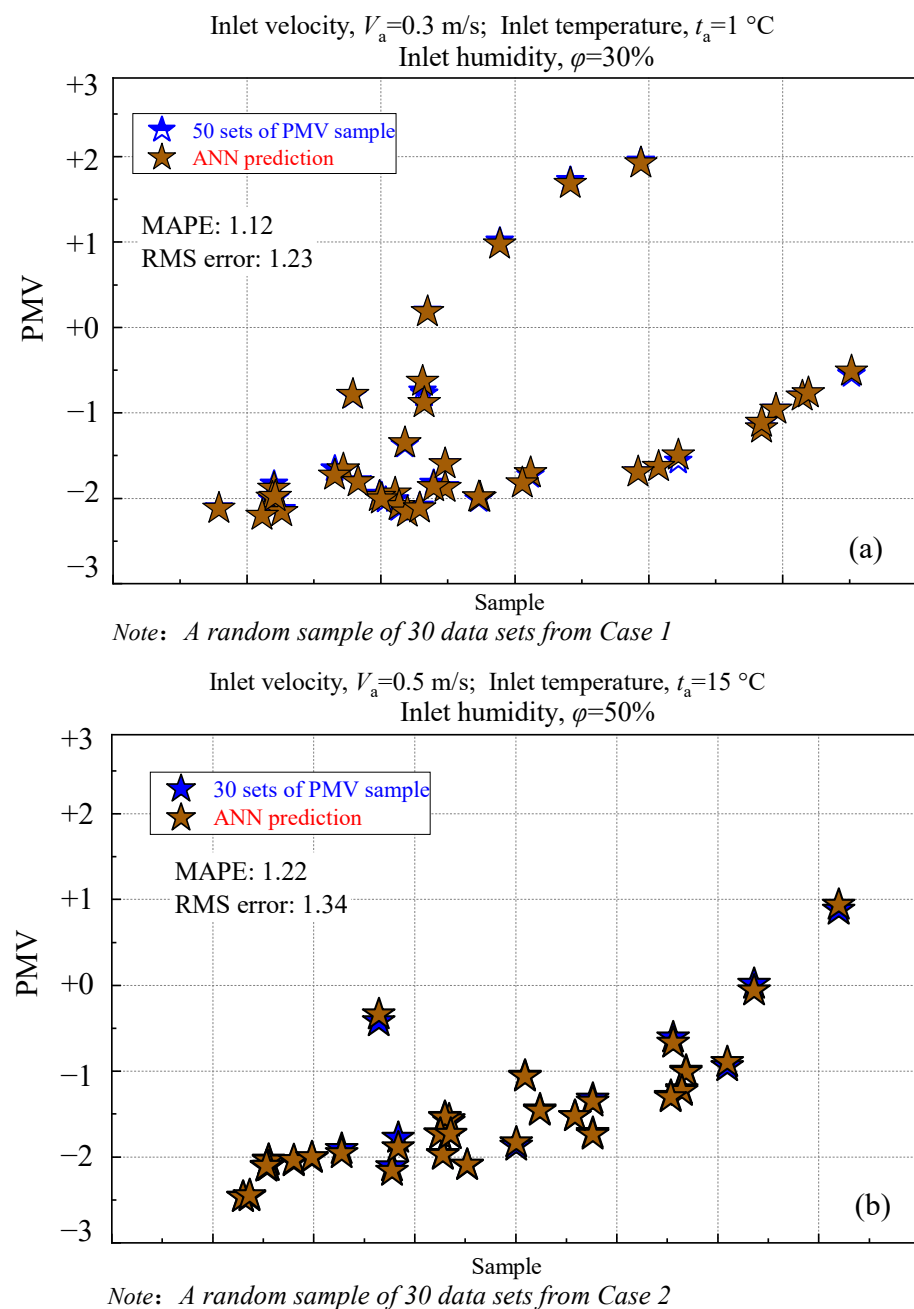 Inlet velocity, Va=0.3 m/s; Inlet temperature, ta=1 °C
Inlet humidity, φ=30%
+3
50 sets of PMV sample
ANN prediction
+2
MAPE: 1.12
+1
RMS error: 1.23
PMV
+0
−1
−2
−3
(a)
Sample
Note：A random sample of 30 data sets from Case 1
Inlet velocity, Va=0.5 m/s; Inlet temperature, ta=15 °C
Inlet humidity, φ=50%
+3
30 sets of PMV sample
ANN prediction
+2
MAPE: 1.22
RMS error: 1.34
+1
PMV
+0
−1
−2
−3
(b)
Sample
Note：A random sample of 30 data sets from Case 2